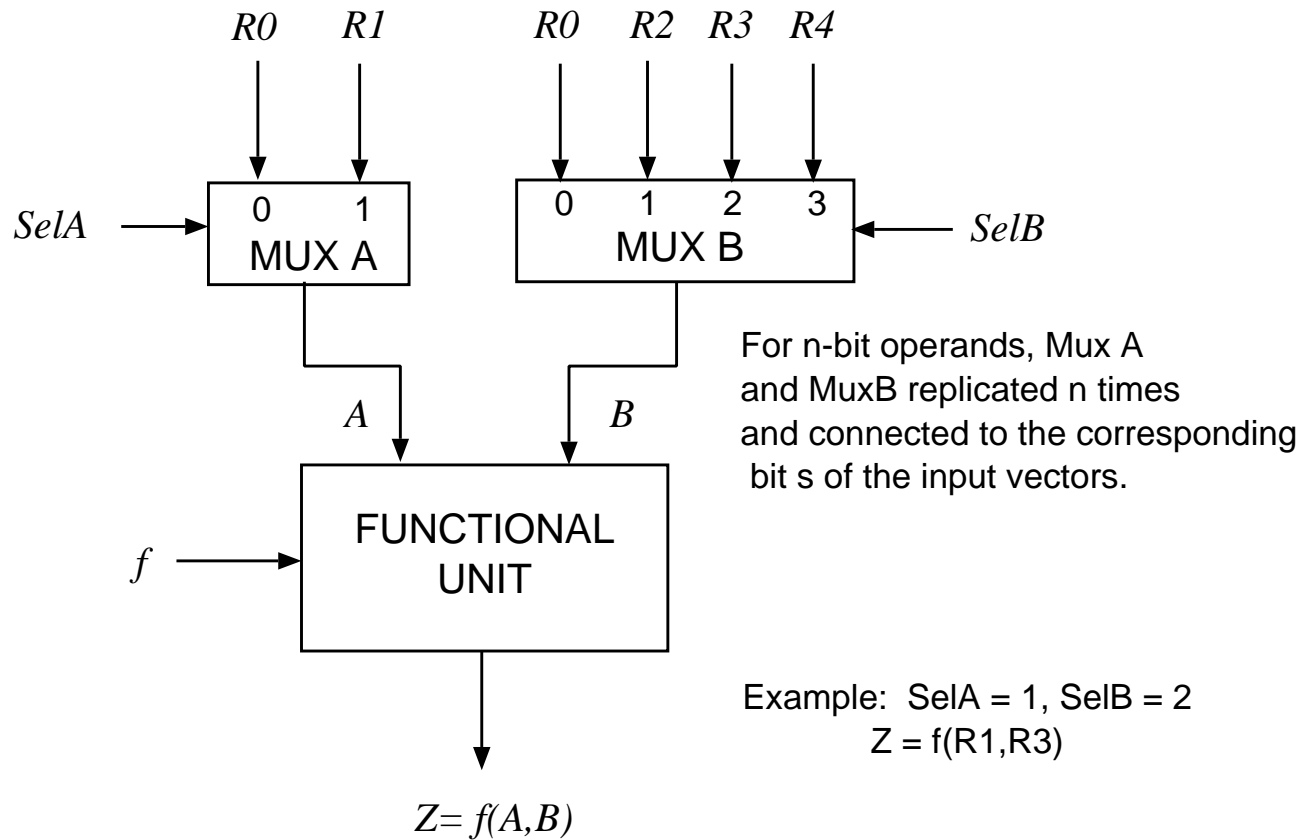 R0 R1 R0 R2 R3 R4
0 1 0 1 2 3
SelA MUX A MUX B SelB
For n-bit operands, Mux A
and MuxB replicated n times
and connected to the corresponding
bit s of the input vectors.
A B
FUNCTIONAL
UNIT
f
Example: SelA = 1, SelB = 2
Z = f(R1,R3)
Z= f(A,B)